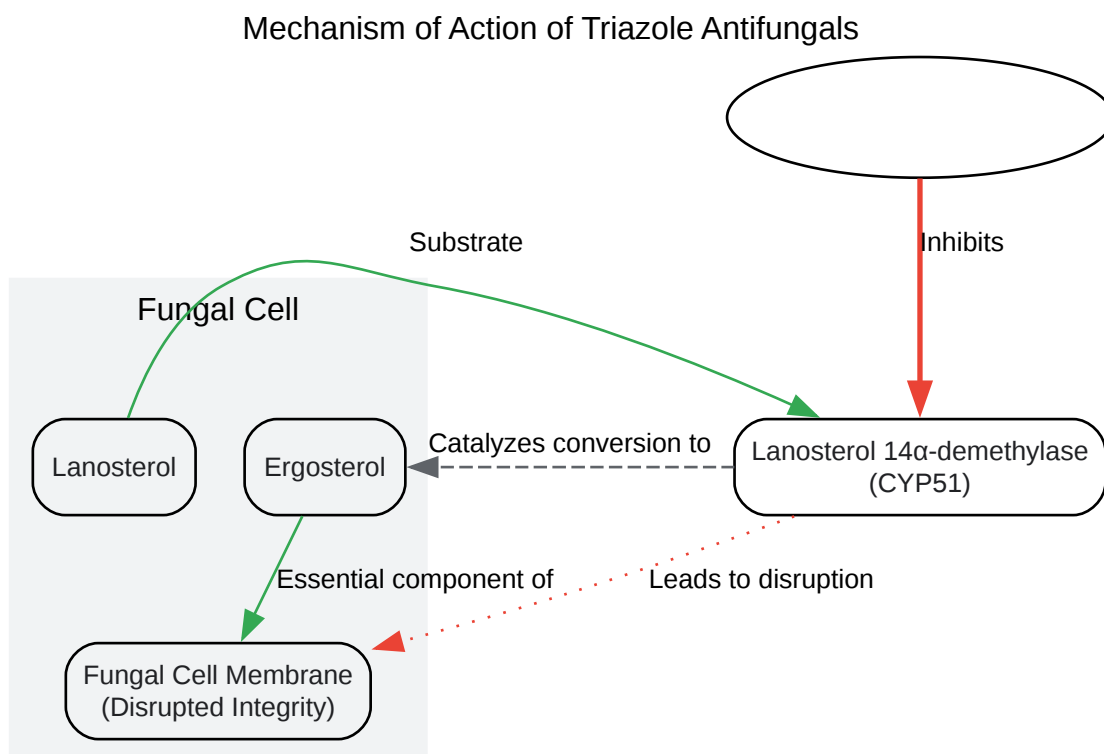 Mechanism of Action of Triazole Antifungals
Substrate
Inhibits
Fungal Cell
Lanosterol
Ergosterol
Catalyzes conversion to
Lanosterol 14α-demethylase
(CYP51)
Essential component of
Leads to disruption
Fungal Cell Membrane
(Disrupted Integrity)